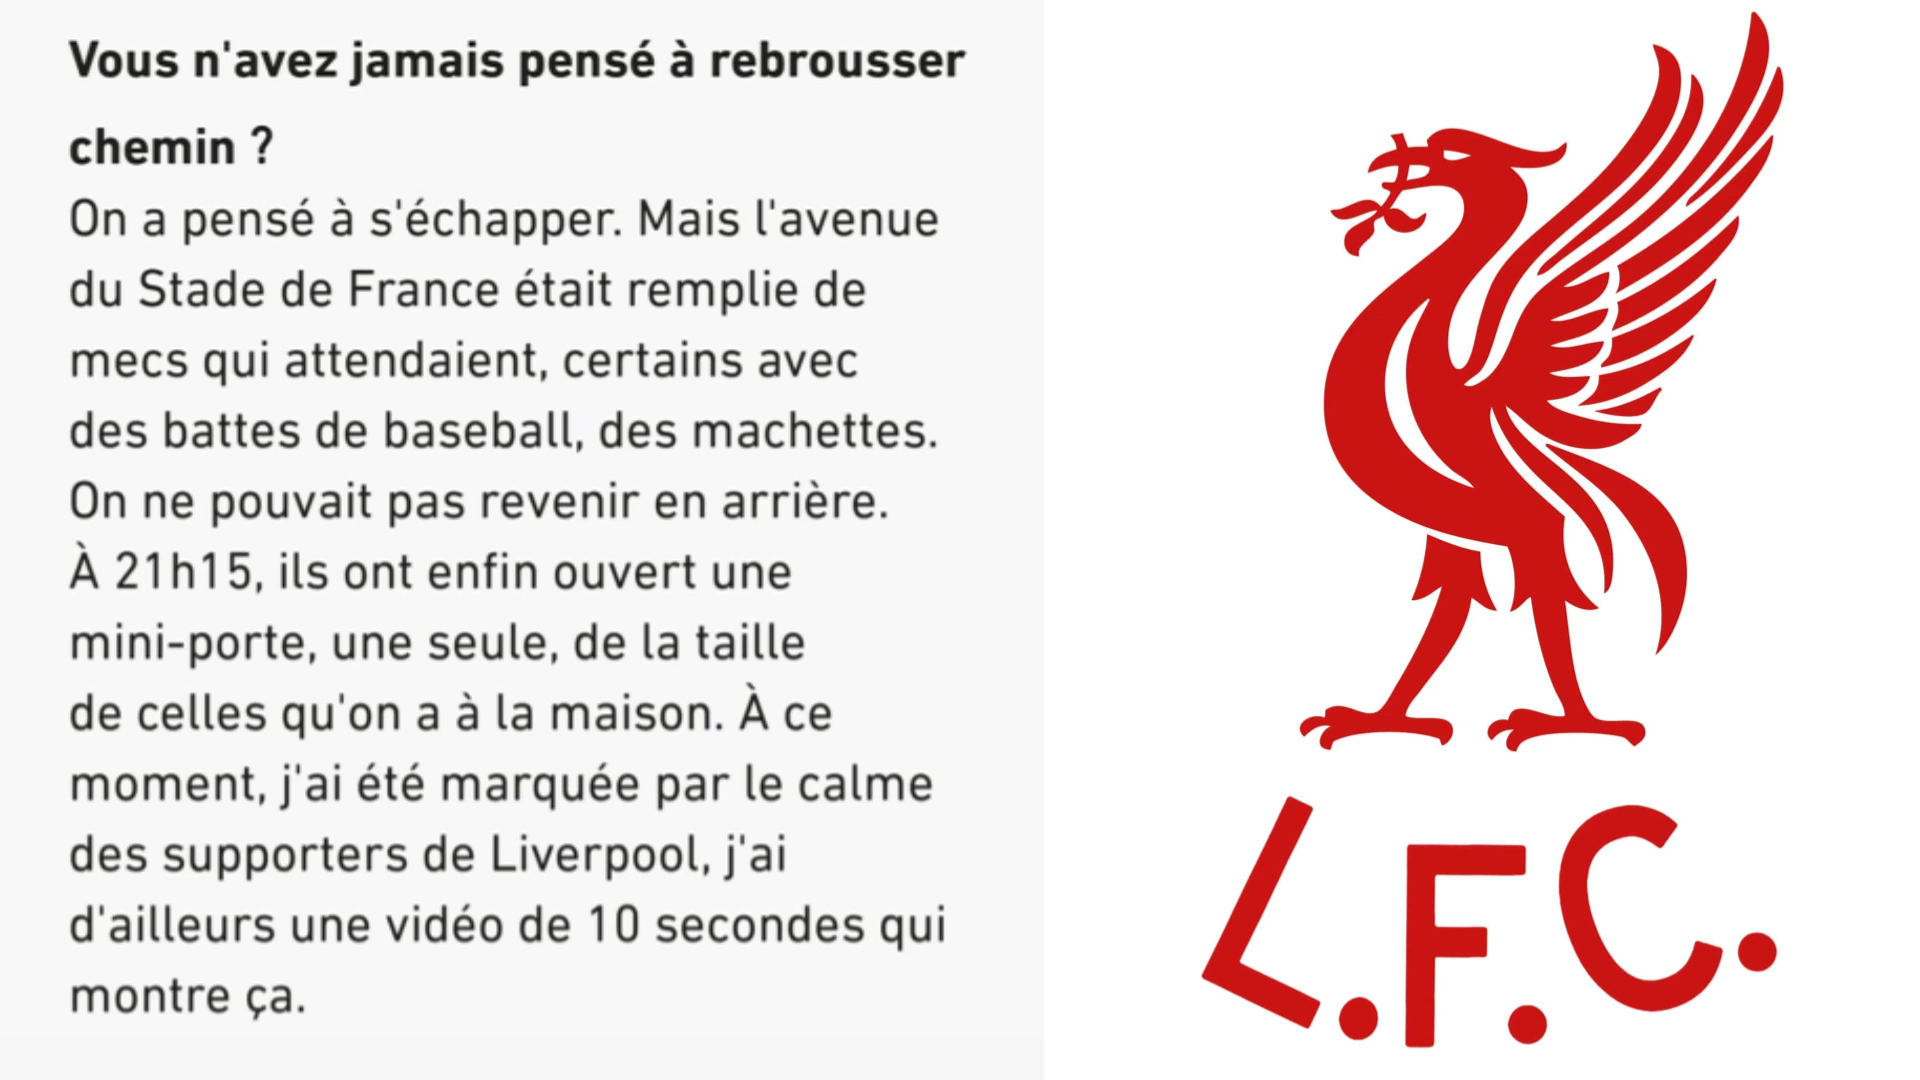 Vous n'avez jamais pensé à rebrousser
chemin ?
On a pensé à s'échapper. Mais l'avenue
du Stade de France était remplie de
mecs qui attendaient, certains avec
des battes de baseball, des machettes.
On ne pouvait pas revenir en arrière.
À 21h15, ils ont enfin ouvert une
mini-porte, une seule, de la taille
de celles qu'on a à la maison. À ce
moment, j'ai été marquée par le calme
des supporters de Liverpool, j'ai
d'ailleurs une vidéo de 10 secondes qui
montre ça.
L.F.C.